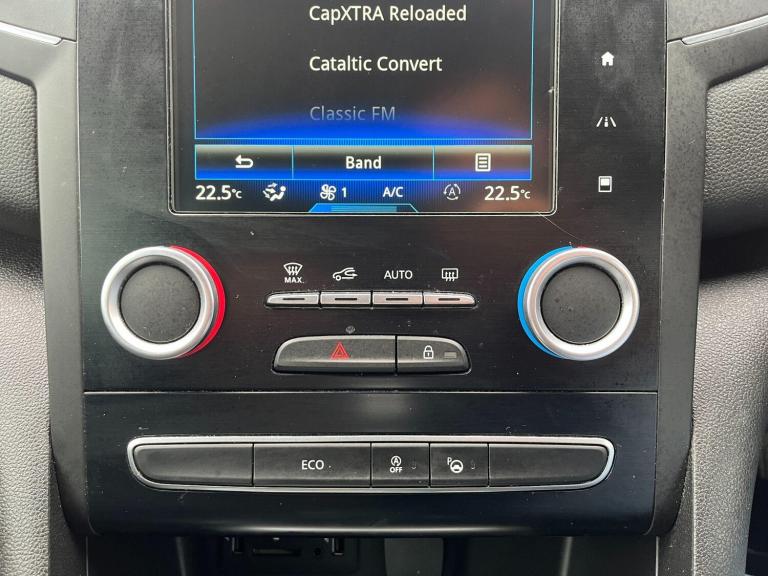 CapXTRA Reloaded
Cataltic Convert
Classic FM
Band
22.5°C 1 A/C A 22.5°C
MAX. AUTO
ECO A OFF P